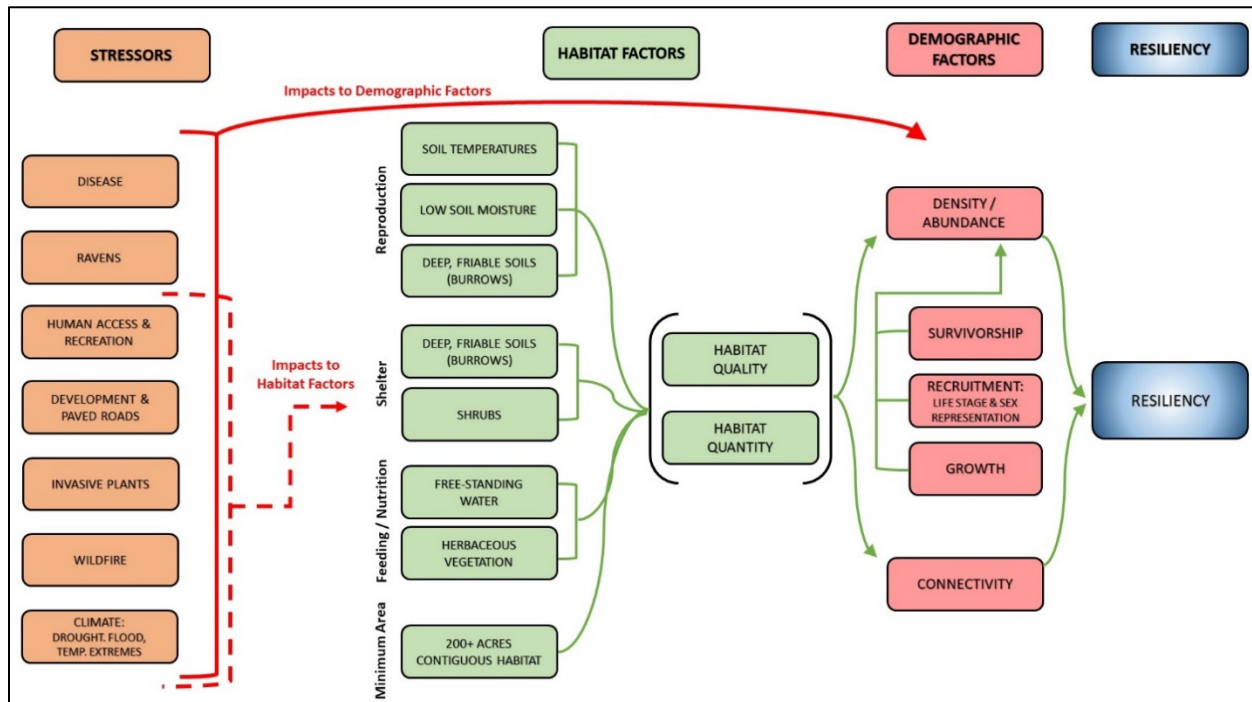 STRESSORS
HABITAT FACTORS
DEMOGRAPHIC
FACTORS
RESILIENCY
Impacts to Demographic Factors
DISEASE
RAVENS
HUMAN ACCESS &
RECREATION
DEVELOPMENT &
PAVED ROADS
INVASIVE PLANTS
WILDFIRE
CLIMATE:
DROUGHT. FLOOD,
TEMP. EXTREMES
Impacts to
Habitat Factors
Reproduction
SOIL TEMPERATURES
LOW SOIL MOISTURE
DEEP, FRIABLE SOILS
(BURROWS)
Shelter
DEEP, FRIABLE SOILS
(BURROWS)
SHRUBS
Feeding / Nutrition
FREE-STANDING
WATER
HERBACEOUS
VEGETATION
Minimum Area
200+ ACRES
CONTIGUOUS HABITAT
HABITAT
QUALITY
HABITAT
QUANTITY
DENSITY /
ABUNDANCE
SURVIVORSHIP
RECRUITMENT:
LIFE STAGE & SEX
REPRESENTATION
GROWTH
CONNECTIVITY
RESILIENCY